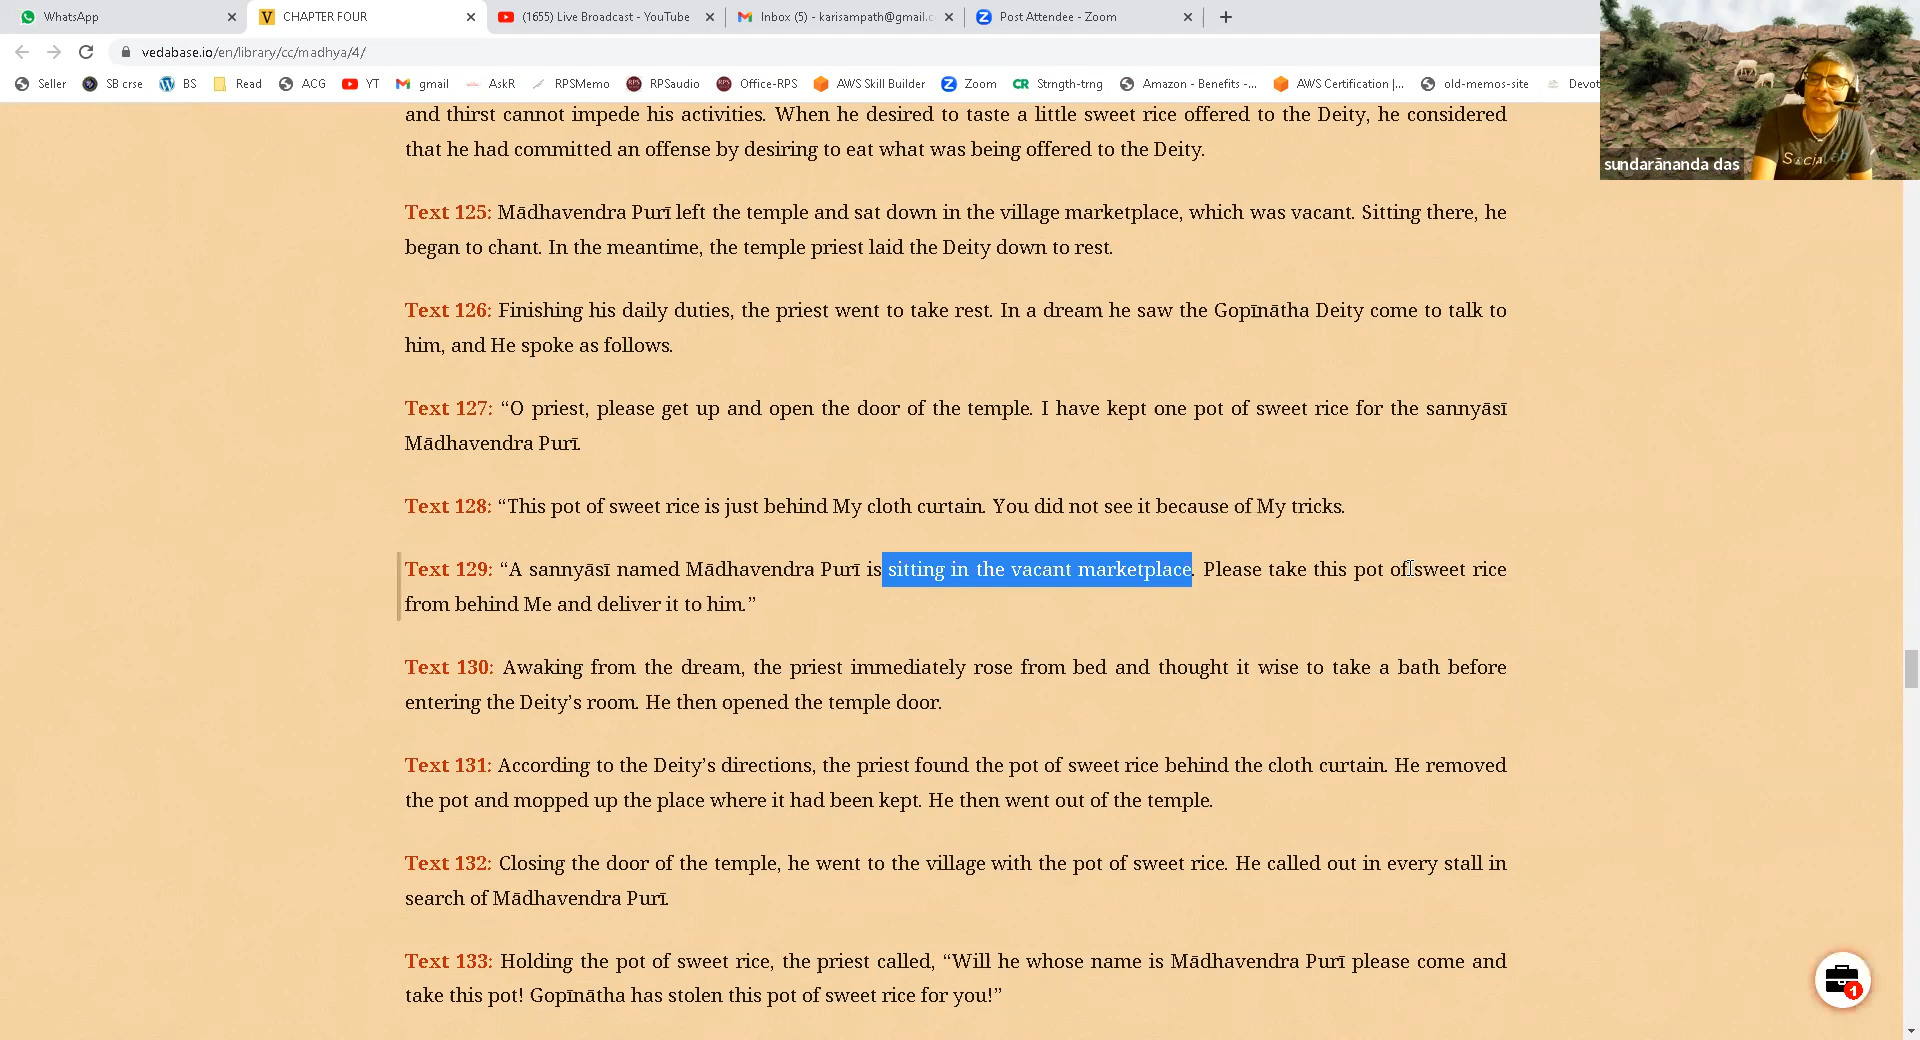 WhatsApp
CHAPTER FOUR
(1655) Live Broadcast - YouTube
Inbox (5) - karisampath@gmail.c
Post Attendee - Zoom
vedabase.io/en/library/cc/madhya/4/
Seller SB crse BS Read ACG YT gmail AskR RPSMemo RPSaudio Office-RPS AWS Skill Builder Zoom Strngth-trng Amazon - Benefits -... AWS Certification |... old-memos-site Devot
sundarānanda das
and thirst cannot impede his activities. When he desired to taste a little sweet rice offered to the Deity, he considered
that he had committed an offense by desiring to eat what was being offered to the Deity.
Text 125: Mādhavendra Purī left the temple and sat down in the village marketplace, which was vacant. Sitting there, he
began to chant. In the meantime, the temple priest laid the Deity down to rest.
Text 126: Finishing his daily duties, the priest went to take rest. In a dream he saw the Gopīnātha Deity come to talk to
him, and He spoke as follows.
Text 127: “O priest, please get up and open the door of the temple. I have kept one pot of sweet rice for the sannyāsī
Mādhavendra Purī.
Text 128: “This pot of sweet rice is just behind My cloth curtain. You did not see it because of My tricks.
Text 129: “A sannyāsī named Mādhavendra Purī is sitting in the vacant marketplace. Please take this pot of sweet rice
from behind Me and deliver it to him.”
Text 130: Awaking from the dream, the priest immediately rose from bed and thought it wise to take a bath before
entering the Deity’s room. He then opened the temple door.
Text 131: According to the Deity’s directions, the priest found the pot of sweet rice behind the cloth curtain. He removed
the pot and mopped up the place where it had been kept. He then went out of the temple.
Text 132: Closing the door of the temple, he went to the village with the pot of sweet rice. He called out in every stall in
search of Mādhavendra Purī.
Text 133: Holding the pot of sweet rice, the priest called, “Will he whose name is Mādhavendra Purī please come and
take this pot! Gopīnātha has stolen this pot of sweet rice for you!”
1